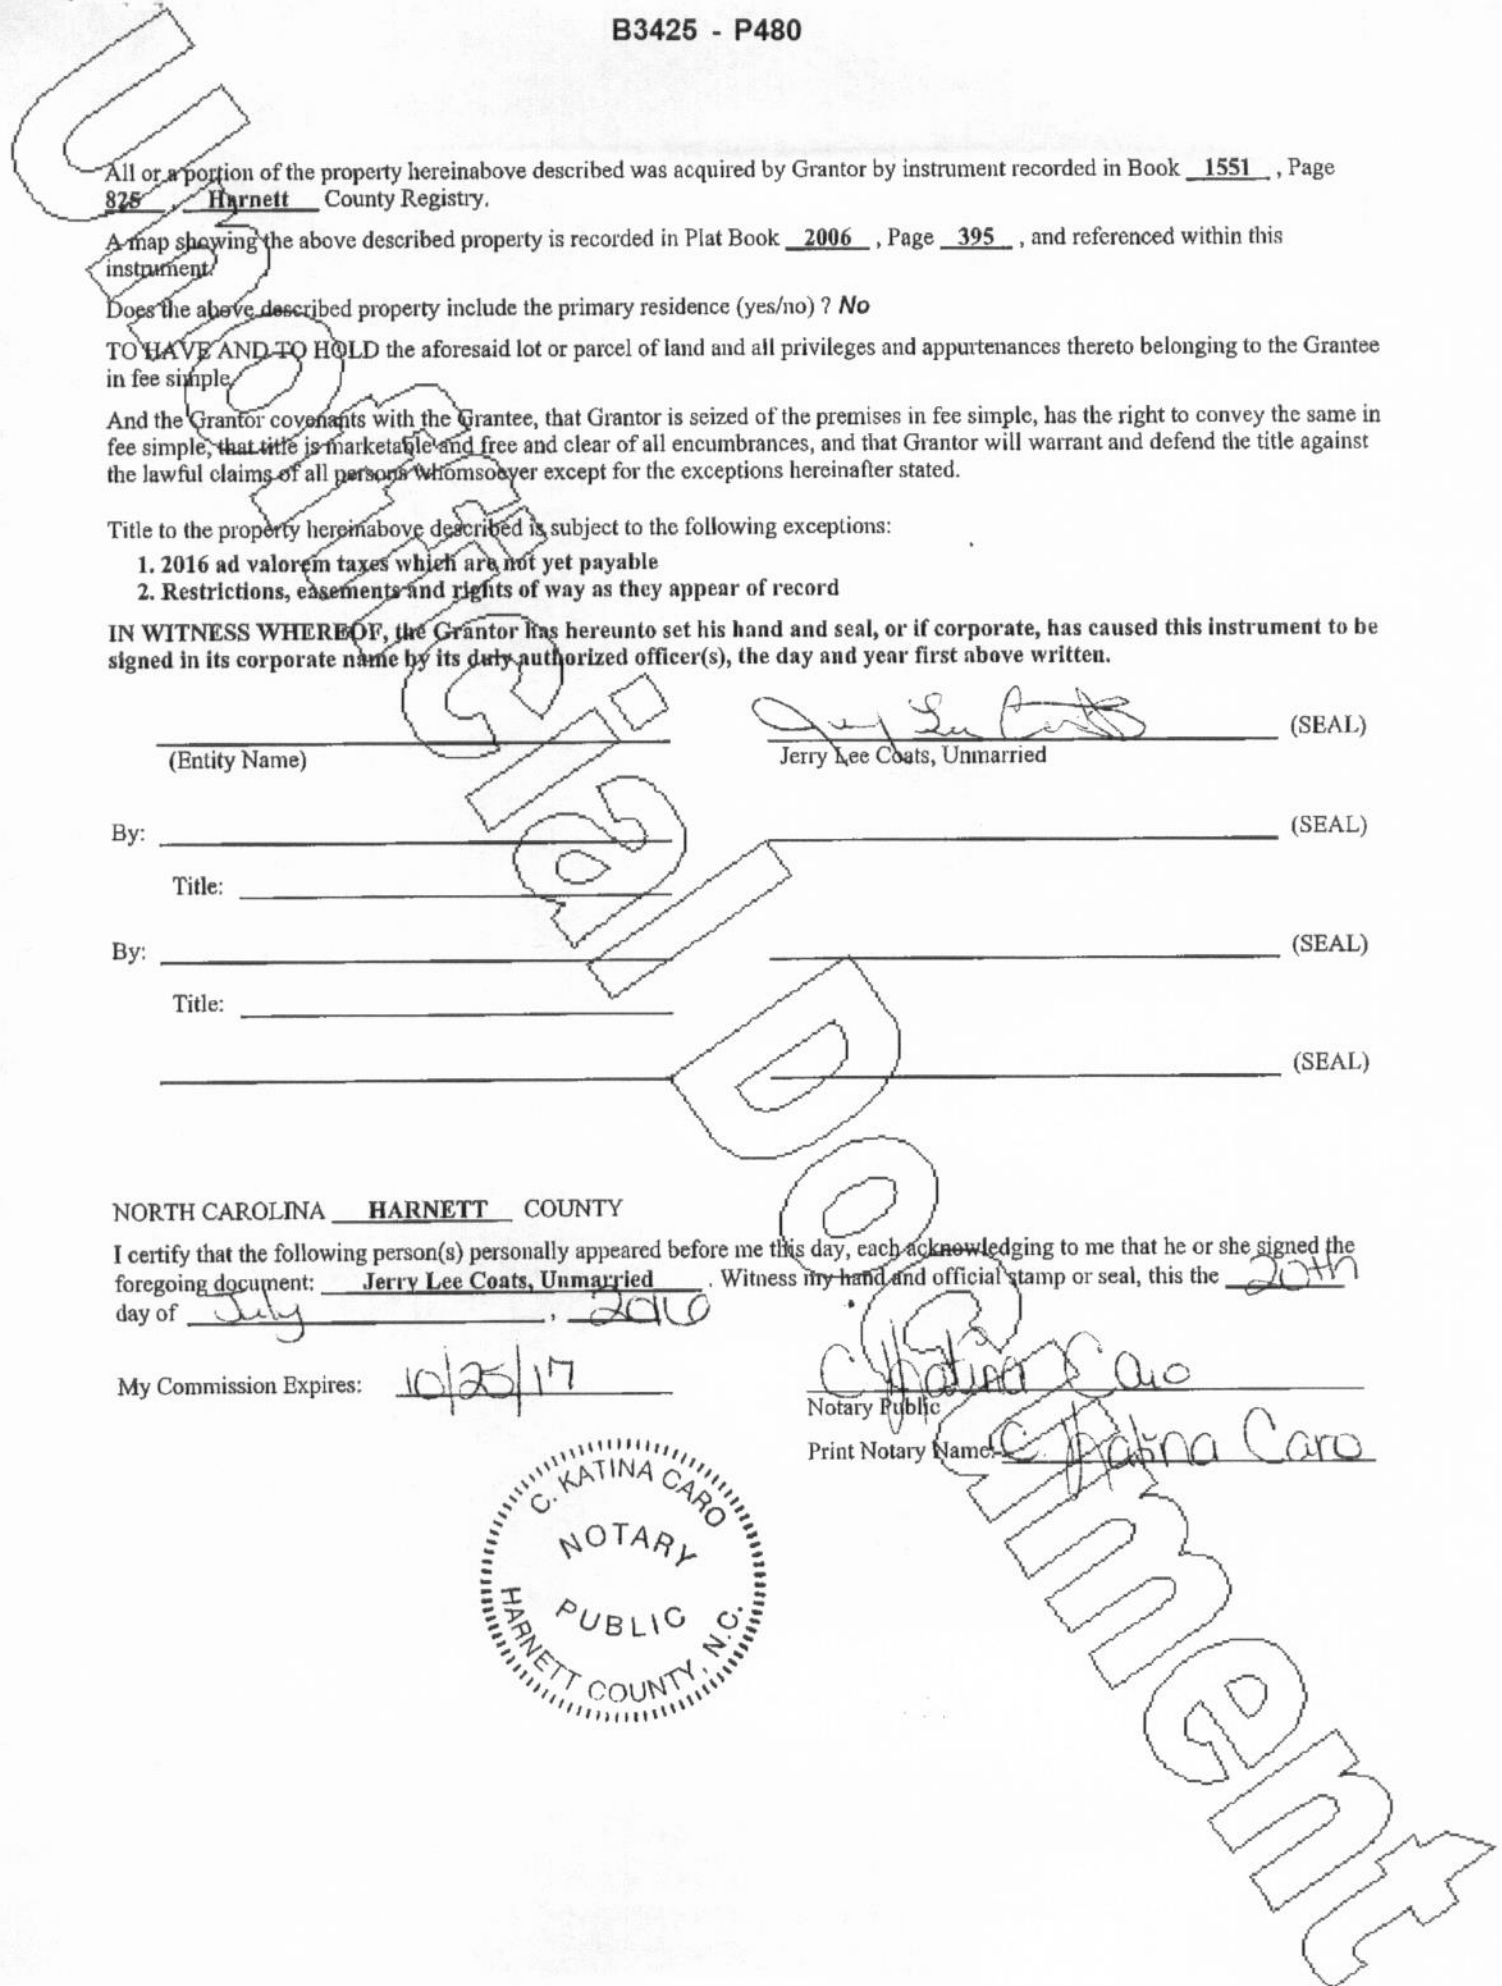 B3425 - P480
All or a portion of the property hereinabove described was acquired by Grantor by instrument recorded in Book 1551 , Page
825 , Harnett County Registry.
A map showing the above described property is recorded in Plat Book 2006 , Page 395 , and referenced within this
instrument.
Does the above described property include the primary residence (yes/no) ? No
TO HAVE AND TO HOLD the aforesaid lot or parcel of land and all privileges and appurtenances thereto belonging to the Grantee
in fee simple.
And the Grantor covenants with the Grantee, that Grantor is seized of the premises in fee simple, has the right to convey the same in
fee simple, that title is marketable and free and clear of all encumbrances, and that Grantor will warrant and defend the title against
the lawful claims of all persons whomsoever except for the exceptions hereinafter stated.
Title to the property hereinabove described is subject to the following exceptions:
1. 2016 ad valorem taxes which are not yet payable
2. Restrictions, easements and rights of way as they appear of record
IN WITNESS WHEREOF, the Grantor has hereunto set his hand and seal, or if corporate, has caused this instrument to be
signed in its corporate name by its duly authorized officer(s), the day and year first above written.
Jerry Lee Coats (SEAL)
(Entity Name) Jerry Lee Coats, Unmarried
By: (SEAL)
Title:
By: (SEAL)
Title:
(SEAL)
NORTH CAROLINA HARNETT COUNTY
I certify that the following person(s) personally appeared before me this day, each acknowledging to me that he or she signed the
foregoing document: Jerry Lee Coats, Unmarried . Witness my hand and official stamp or seal, this the 20th
day of July , 2016
My Commission Expires: 10/25/17 C Katina Caro
Notary Public
Print Notary Name: C. Katina Caro
C. KATINA CARO
NOTARY
PUBLIC
HARNETT COUNTY, N.C.
Unofficial Document